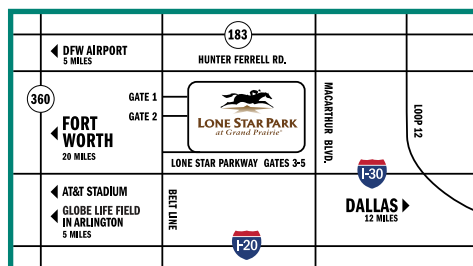 183
DFW AIRPORT
5 MILES
HUNTER FERRELL RD.
360
GATE 1
GATE 2
LONE STAR PARK
at Grand Prairie®
MACARTHUR BLVD.
LOOP 12
FORT
WORTH
20 MILES
LONE STAR PARKWAY GATES 3-5
I-30
AT&T STADIUM
GLOBE LIFE FIELD
IN ARLINGTON
5 MILES
BELT LINE
DALLAS
12 MILES
I-20